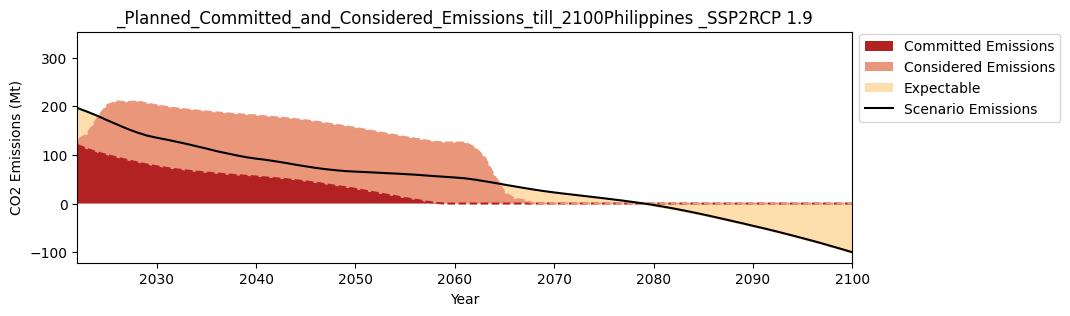 _Planned_Committed_and_Considered_Emissions_till_2100Philippines _SSP2RCP 1.9
CO2 Emissions (Mt)
300
200
100
0
−100
2030 2040 2050 2060 2070 2080 2090 2100
Year
Committed Emissions
Considered Emissions
Expectable
Scenario Emissions